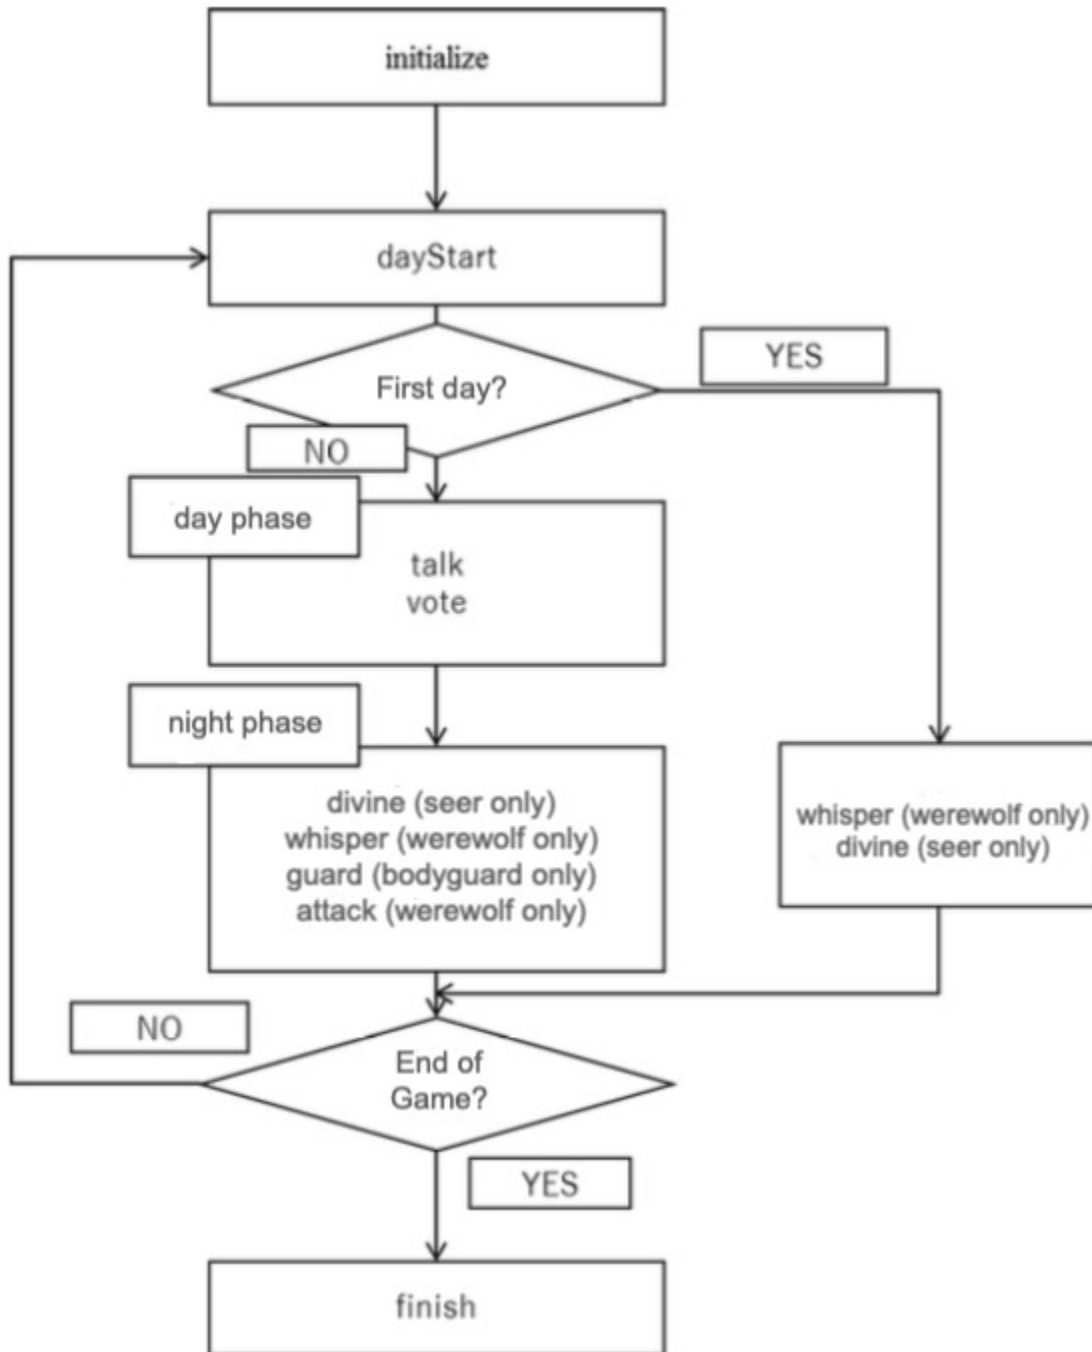 initialize
dayStart
First day?
YES
NO
day phase
talk
vote
night phase
divine (seer only)
whisper (werewolf only)
guard (bodyguard only)
attack (werewolf only)
whisper (werewolf only)
divine (seer only)
NO
End of
Game?
YES
finish